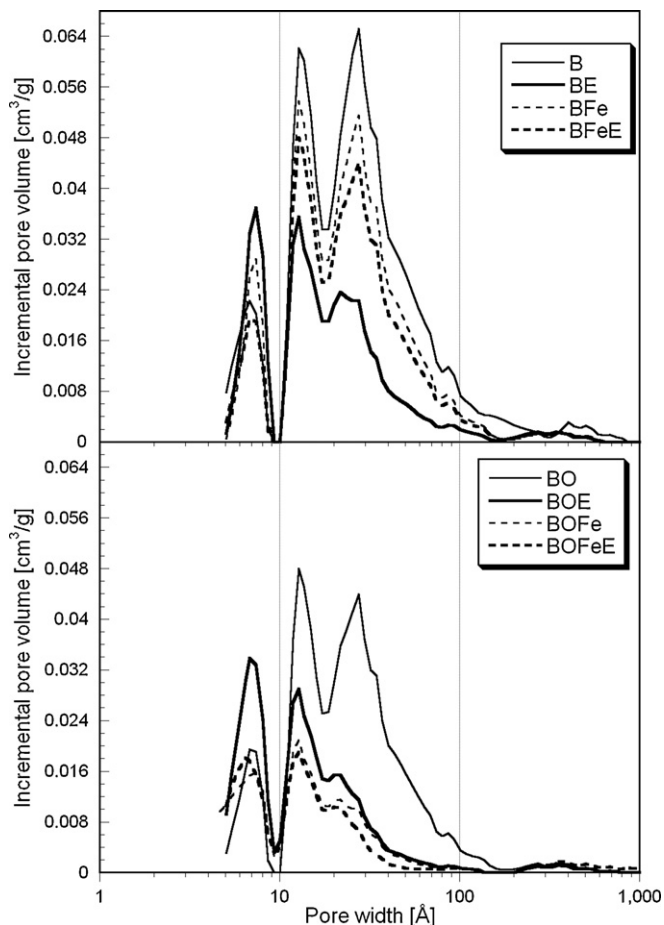 Incremental pore volume [cm³/g]
0.064
0.056
0.048
0.04
0.032
0.024
0.016
0.008
0
B
BE
BFe
BFeE
Incremental pore volume [cm³/g]
0.064
0.056
0.048
0.04
0.032
0.024
0.016
0.008
0
BO
BOE
BOFe
BOFeE
1
10
100
1,000
Pore width [Å]